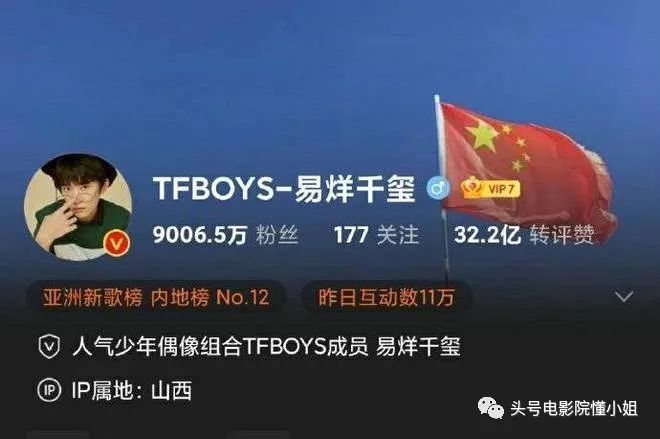 TFBOYS-易烊千玺 VIP 7
9006.5万 粉丝 177 关注 32.2亿 转评赞
亚洲新歌榜 内地榜 No.12 昨日互动数11万
人气少年偶像组合TFBOYS成员 易烊千玺
IP IP属地：山西
头号电影院懂小姐